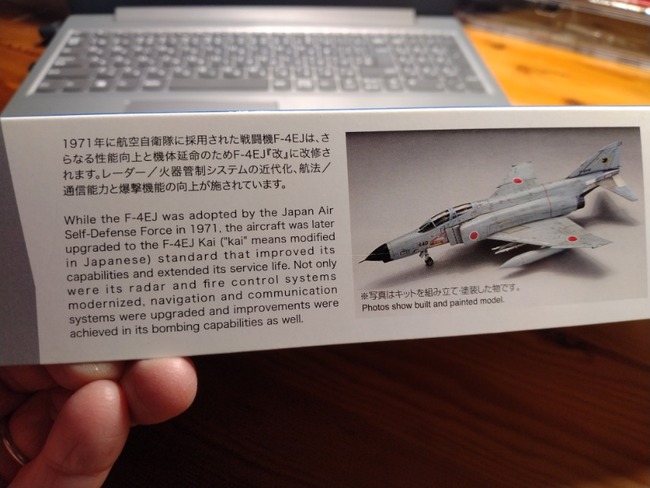 1971年に航空自衛隊に採用された戦闘機F-4EJは、さ
らなる性能向上と機体延命のためF-4EJ『改』に改修さ
れます。レーダー／火器管制システムの近代化、航法／
通信能力と爆撃機能の向上が施されています。
While the F-4EJ was adopted by the Japan Air
Self-Defense Force in 1971, the aircraft was later
upgraded to the F-4EJ Kai ("kai" means modified
in Japanese) standard that improved its
capabilities and extended its service life. Not only
were its radar and fire control systems
modernized, navigation and communication
systems were upgraded and improvements were
achieved in its bombing capabilities as well.
440
※写真はキットを組み立て・塗装した物です。
Photos show built and painted model.